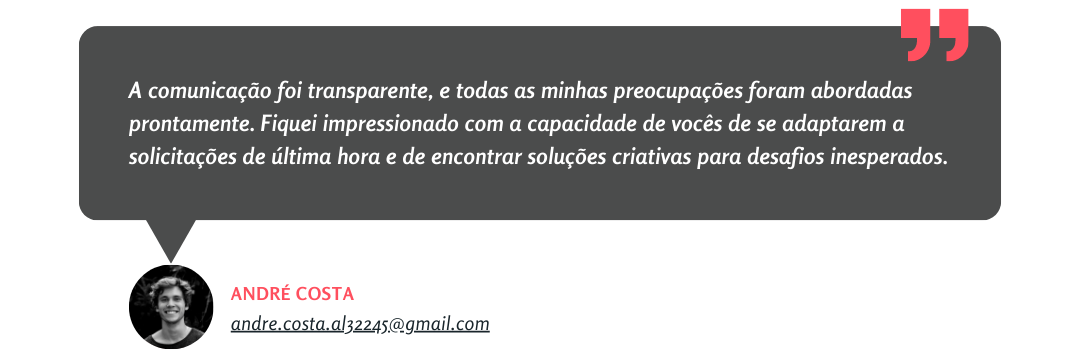 A comunicação foi transparente, e todas as minhas preocupações foram abordadas
prontamente. Fiquei impressionado com a capacidade de vocês de se adaptarem a
solicitações de última hora e de encontrar soluções criativas para desafios inesperados.
ANDRÉ COSTA
andre.costa.al32245@gmail.com